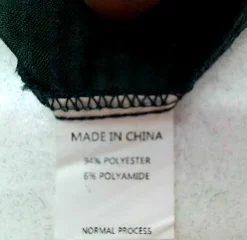 MADE IN CHINA
94% POLYESTER
6% POLYAMIDE
NORMAL PROCESS